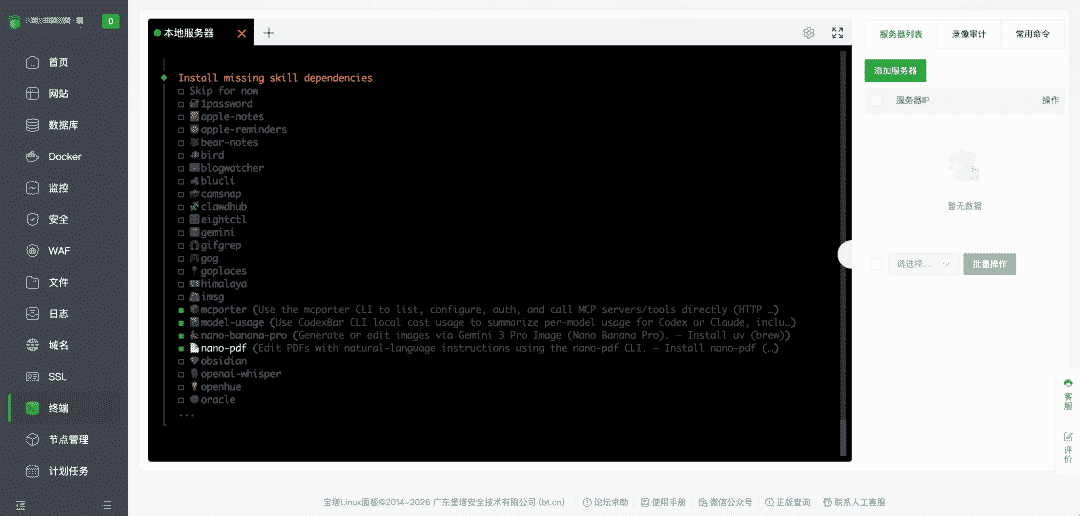 0
首页
网站
数据库
Docker
监控
安全
WAF
文件
日志
域名
SSL
终端
节点管理
计划任务
本地服务器
Install missing skill dependencies
Skip for now
1password
apple-notes
apple-reminders
bear-notes
bird
blogwatcher
blucli
camsnap
clawdhub
eightctl
gemini
gifgrep
gog
goplaces
himalaya
imsg
mcporter (Use the mcporter CLI to list, configure, auth, and call MCP servers/tools directly (HTTP …)
model-usage (Use CodexBar CLI local cost usage to summarize per-model usage for Codex or Claude, inclu…)
nano-banana-pro (Generate or edit images via Gemini 3 Pro Image (Nano Banana Pro). — Install uv (brew))
nano-pdf (Edit PDFs with natural-language instructions using the nano-pdf CLI. — Install nano-pdf (…)
obsidian
openai-whisper
openhue
oracle
...
服务器列表
录像审计
常用命令
添加服务器
服务器IP
操作
暂无数据
请选择...
批量操作
客服
评价
宝塔Linux面板©2014-2026 广东堡塔安全技术有限公司 (bt.cn)
论坛求助
使用手册
微信公众号
正版查询
联系人工客服